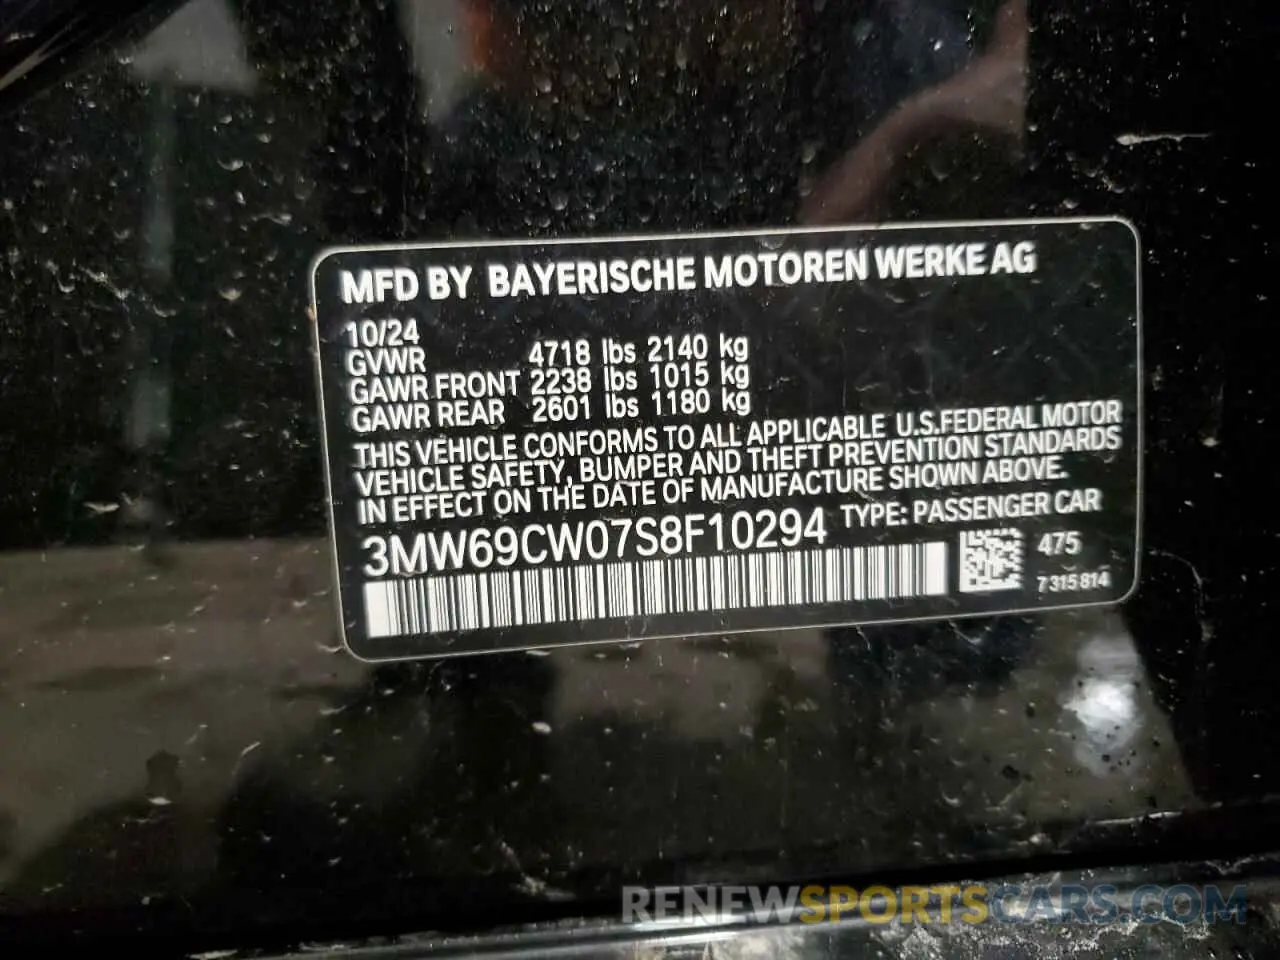 MFD BY BAYERISCHE MOTOREN WERKE AG
10/24
GVWR 4718 lbs 2140 kg
GAWR FRONT 2238 lbs 1015 kg
GAWR REAR 2601 lbs 1180 kg
THIS VEHICLE CONFORMS TO ALL APPLICABLE U.S.FEDERAL MOTOR
VEHICLE SAFETY, BUMPER AND THEFT PREVENTION STANDARDS
IN EFFECT ON THE DATE OF MANUFACTURE SHOWN ABOVE.
3MW69CW07S8F10294 TYPE: PASSENGER CAR
475
7 315 814
RENEWSPORTSCARS.COM